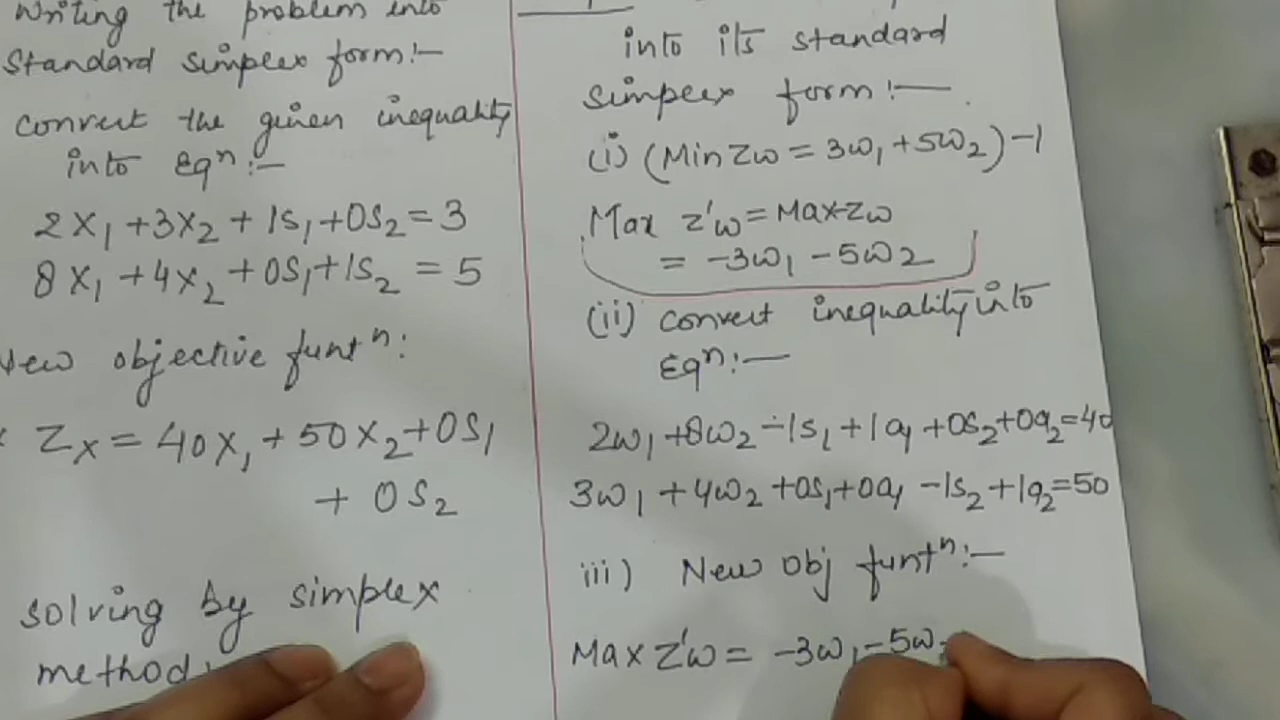 Writing the problem into
Standard simplex form:-
convert the given inequality
into Eqⁿ:-
2x₁+3x₂+1s₁+0s₂=3
8x₁+4x₂+0s₁+1s₂=5
New objective funtⁿ:
Zx=40x₁+50x₂+0s₁
+0s₂
solving by simplex
method
into its standard
simplex form:-
(i) (Min Zw=3w₁+5w₂)-1
Max Z'w=Max-Zw
=-3w₁-5w₂
(ii) convert inequality into
Eqⁿ:-
2w₁+8w₂-1s₁+1a₁+0s₂+0a₂=40
3w₁+4w₂+0s₁+0a₁-1s₂+1a₂=50
iii) New obj funtⁿ:-
Max Z'w=-3w₁-5w₂